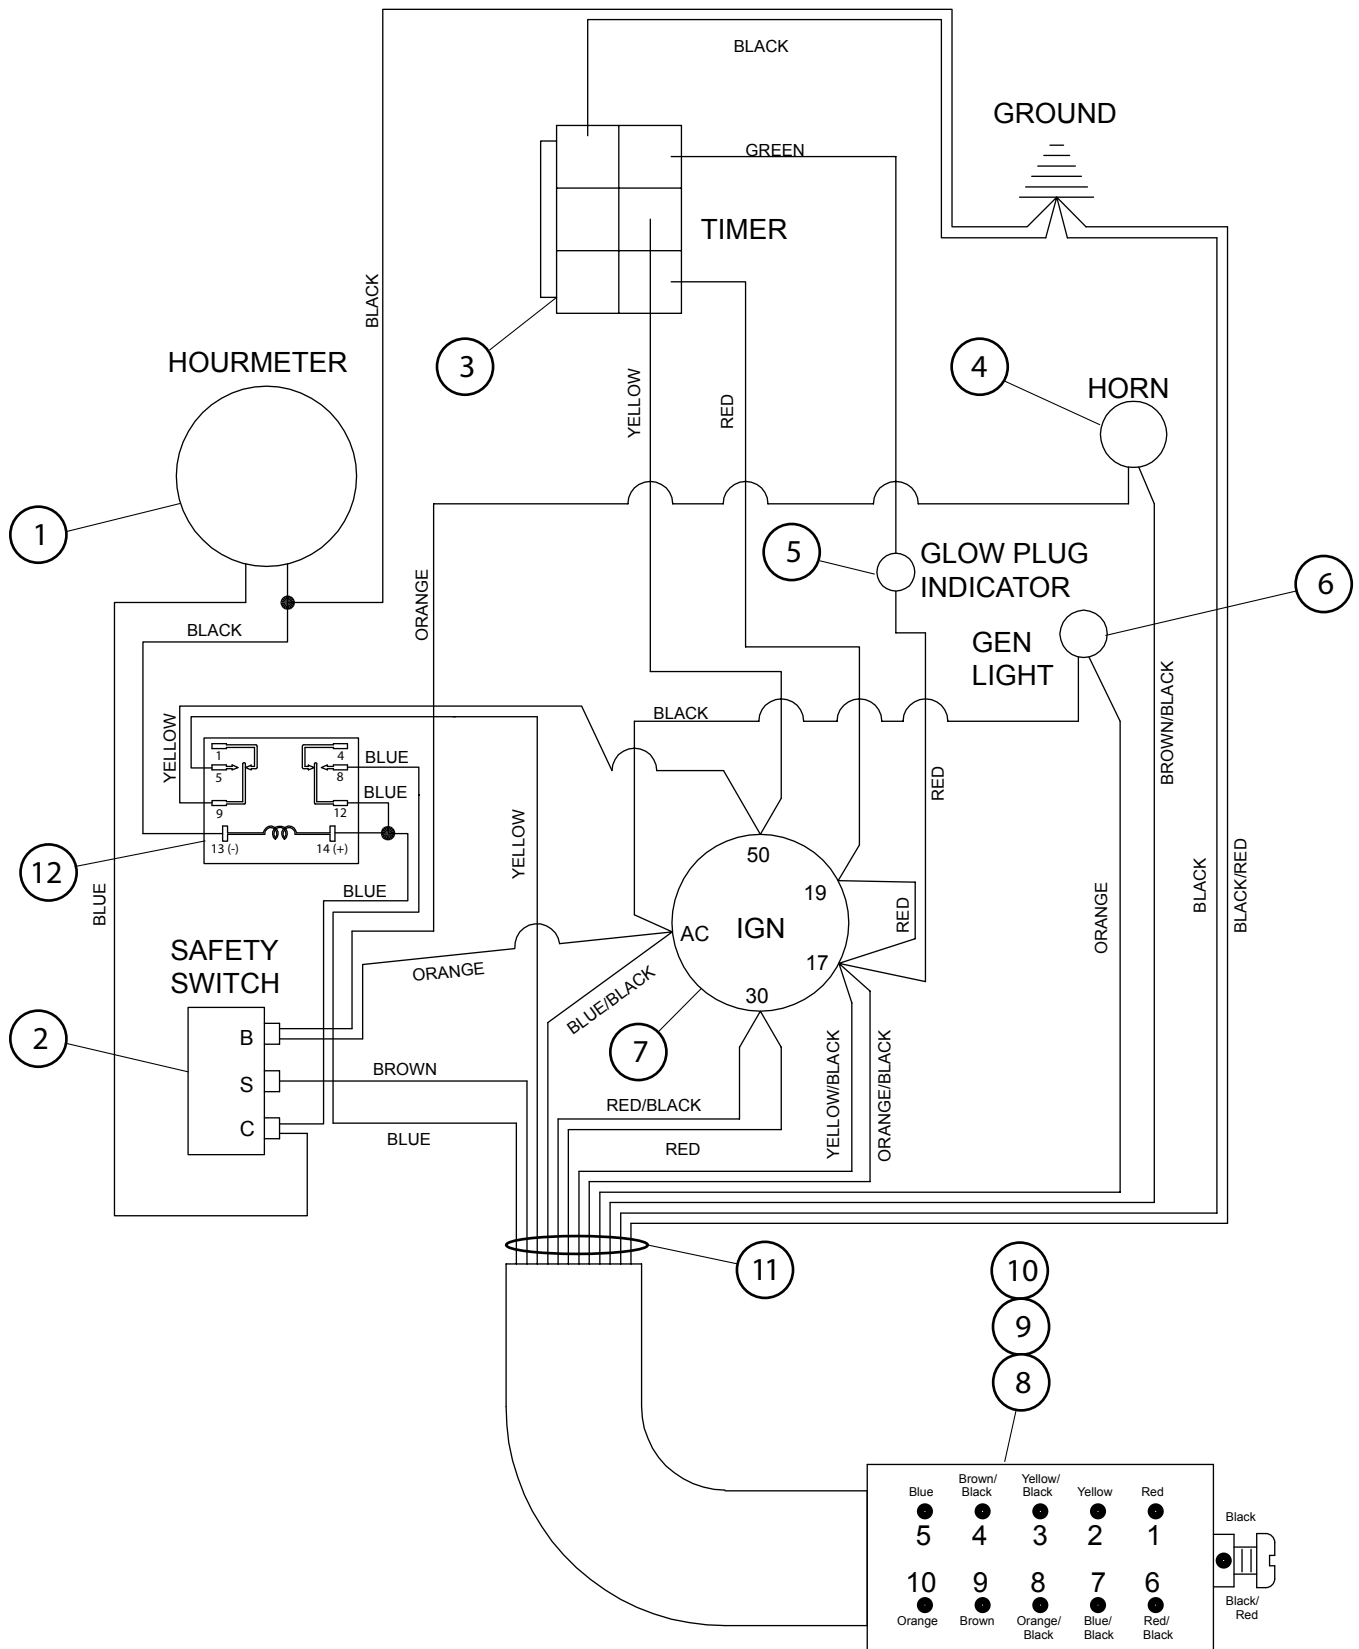 BLACK
GROUND
GREEN
TIMER
BLACK
HOURMETER
3
4
YELLOW
RED
HORN
1
5
GLOW PLUG
INDICATOR
6
ORANGE
BLACK
GEN
LIGHT
BROWN/BLACK
BLACK
YELLOW
1
4
BLUE
5
8
RED
BLUE
9
12
13 (-)
14 (+)
YELLOW
50
12
BLUE
BLUE
19
BLACK
BLACK/RED
RED
ORANGE
AC
IGN
SAFETY
SWITCH
ORANGE
17
BLUE/BLACK
30
2
B
7
BROWN
S
YELLOW/BLACK
ORANGE/BLACK
RED/BLACK
C
BLUE
RED
11
10
9
8
Blue
Brown/
Black
Yellow/
Black
Yellow
Red
5
4
3
2
1
Black
10
9
8
7
6
Orange
Brown
Orange/
Black
Blue/
Black
Red/
Black
Black/
Red